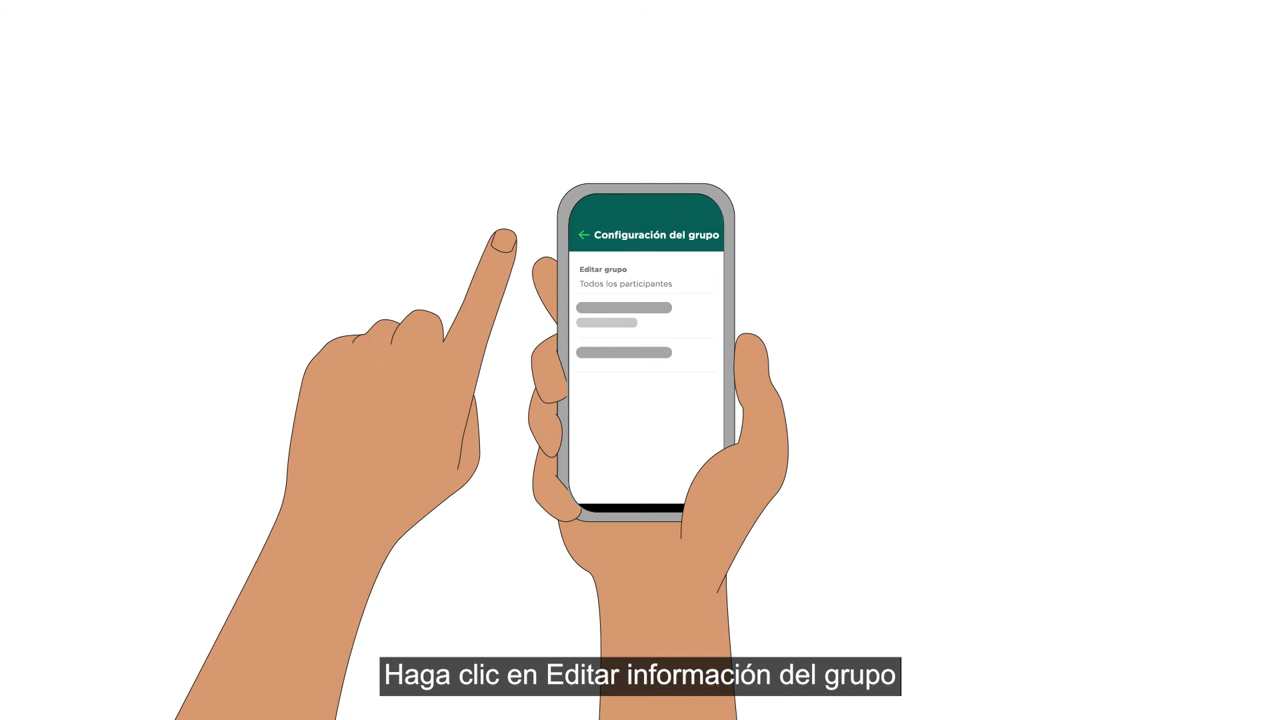 Configuración del grupo
Editar grupo
Todos los participantes
Haga clic en Editar información del grupo